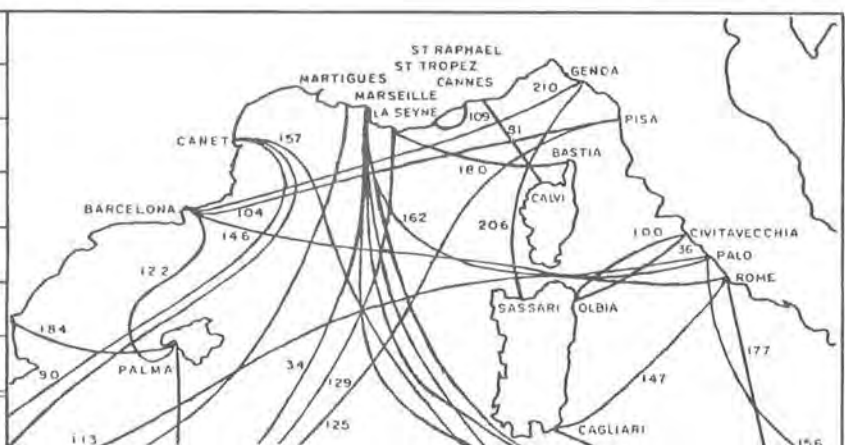 ST RAPHAEL
ST TROPEZ
CANNES
MARTIGUES
MARSEILLE
LA SEYNE
GENOA
210
109
81
PISA
CANET
157
180
BASTIA
CALVI
BARCELONA
104
146
162
206
100
CIVITAVECCHIA
36
PALO
ROME
122
SASSARI
OLBIA
184
PALMA
90
34
129
125
147
177
CAGLIARI
113
156